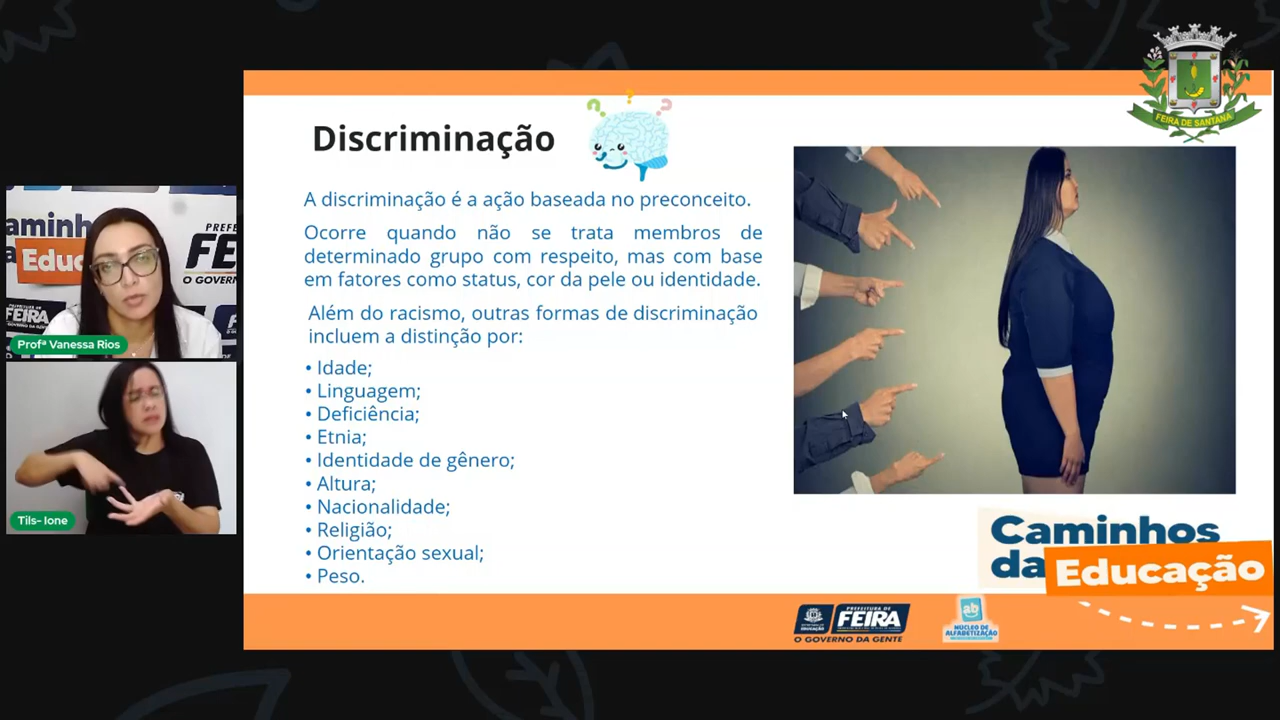 FEIRA DE SANTANA
Discriminação
A discriminação é a ação baseada no preconceito.
Ocorre quando não se trata membros de
determinado grupo com respeito, mas com base
em fatores como status, cor da pele ou identidade.
Além do racismo, outras formas de discriminação
incluem a distinção por:
• Idade;
• Linguagem;
• Deficiência;
• Etnia;
• Identidade de gênero;
• Altura;
• Nacionalidade;
• Religião;
• Orientação sexual;
• Peso.
Profª Vanessa Rios
Tils- Ione
Caminhos
da Educação
PREFEITURA DE
FEIRA
O GOVERNO DA GENTE
ab
NÚCLEO DE
ALFABETIZAÇÃO